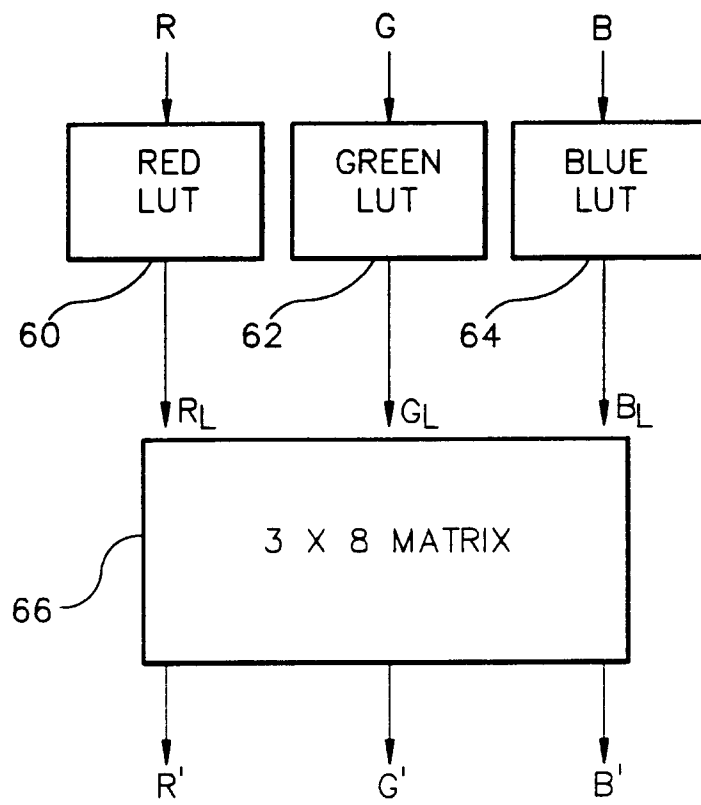 R G B
RED LUT
GREEN LUT
BLUE LUT
60 62 64
RL GL BL
3 X 8 MATRIX
66
R' G' B'